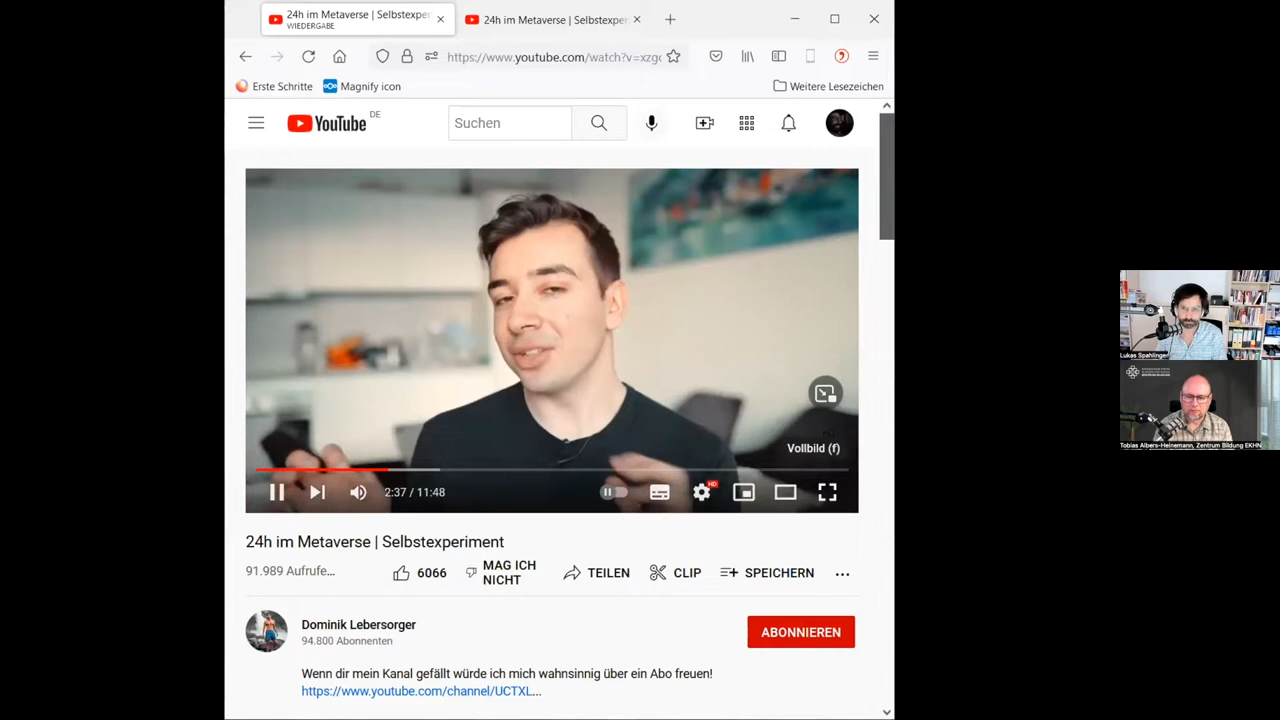 24h im Metaverse | Selbstexper
WIEDERGABE
24h im Metaverse | Selbstexper
https://www.youtube.com/watch?v=xzgc
Erste Schritte
Magnify icon
Weitere Lesezeichen
YouTube DE
Suchen
Vollbild (f)
2:37 / 11:48
HD
24h im Metaverse | Selbstexperiment
91.989 Aufrufe...
6066
MAG ICH NICHT
TEILEN
CLIP
SPEICHERN
Dominik Lebersorger
94.800 Abonnenten
ABONNIEREN
Wenn dir mein Kanal gefällt würde ich mich wahnsinnig über ein Abo freuen!
https://www.youtube.com/channel/UCTXL...
Lukas Spahlinger
Tobias Albers-Heinemann, Zentrum Bildung EKHN